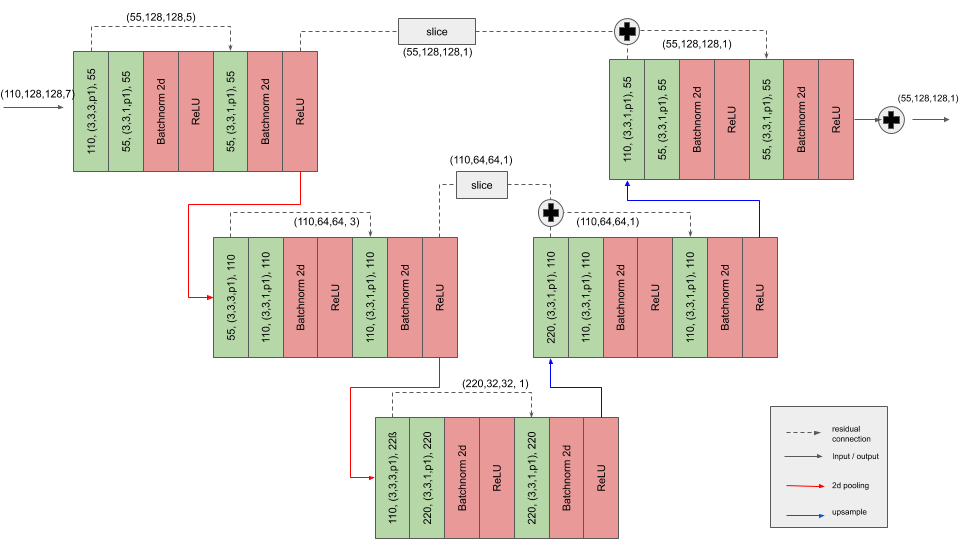 (55,128,128,5)
slice
(55,128,128,1)
(55,128,128,1)
(110,128,128,7)
110, (3,3,3,p1), 55
55, (3,3,1,p1), 55
Batchnorm 2d
ReLU
55, (3,3,1,p1), 55
Batchnorm 2d
ReLU
110, (3,3,1,p1), 55
55, (3,3,1,p1), 55
Batchnorm 2d
ReLU
55, (3,3,1,p1), 55
Batchnorm 2d
ReLU
(55,128,128,1)
(110,64,64,1)
slice
(110,64,64, 3)
(110,64,64,1)
55, (3,3,3,p1), 110
110, (3,3,1,p1), 110
Batchnorm 2d
ReLU
110, (3,3,1,p1), 110
Batchnorm 2d
ReLU
220, (3,3,1,p1), 110
110, (3,3,1,p1), 110
Batchnorm 2d
ReLU
110, (3,3,1,p1), 110
Batchnorm 2d
ReLU
(220,32,32, 1)
110, (3,3,3,p1), 22ß
220, (3,3,1,p1), 220
Batchnorm 2d
ReLU
220, (3,3,1,p1), 220
Batchnorm 2d
ReLU
residual
connection
Input / output
2d pooling
upsample